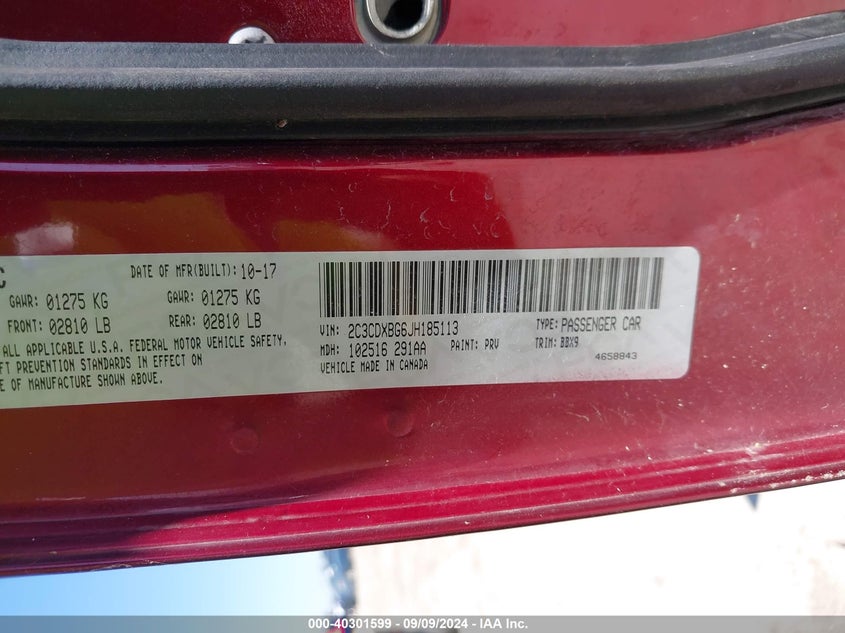 C
DATE OF MFR(BUILT): 10-17
GAWR: 01275 KG GAWR: 01275 KG
FRONT: 02810 LB REAR: 02810 LB
ALL APPLICABLE U.S.A. FEDERAL MOTOR VEHICLE SAFETY,
FT PREVENTION STANDARDS IN EFFECT ON
E OF MANUFACTURE SHOWN ABOVE.
VIN: 2C3CDXBG6JH185113 TYPE: PASSENGER CAR
MDH: 102516 291AA PAINT: PRV TRIM: BBX9
VEHICLE MADE IN CANADA 4658843
000-40301599 - 09/09/2024 - IAA Inc.